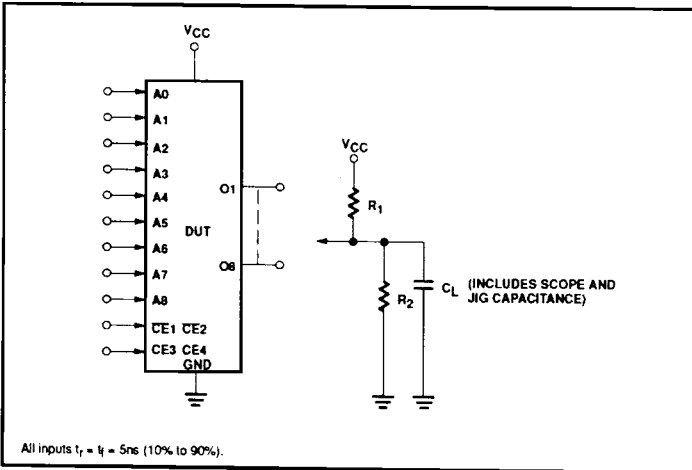 VCC
A0
A1
A2
A3
A4
A5
A6
A7
A8
CE1 CE2
CE3 CE4
GND
DUT
O1
O8
VCC
R1
R2
CL (INCLUDES SCOPE AND
JIG CAPACITANCE)
All inputs tr = tf = 5ns (10% to 90%).